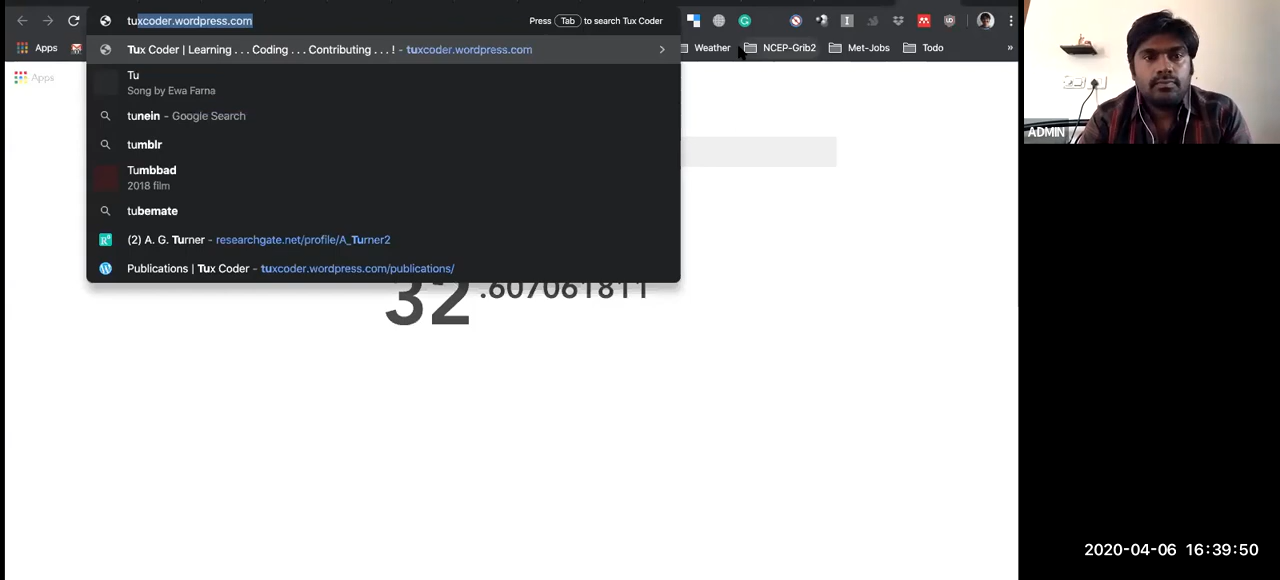 tuxcoder.wordpress.com
Press Tab to search Tux Coder
Tux Coder | Learning . . . Coding . . . Contributing . . . ! - tuxcoder.wordpress.com
Tu
Song by Ewa Farna
tunein - Google Search
tumblr
Tumbbad
2018 film
tubemate
(2) A. G. Turner - researchgate.net/profile/A_Turner2
Publications | Tux Coder - tuxcoder.wordpress.com/publications/
Apps
Weather
NCEP-Grib2
Met-Jobs
Todo
»
Apps
32 .607061811
ADMIN
2020-04-06 16:39:50